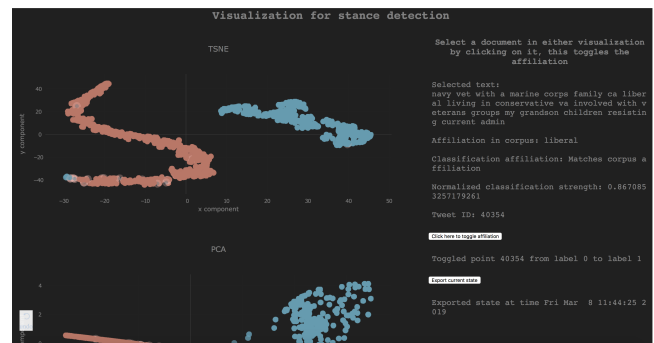 Visualization for stance detection
TSNE
40
20
0
−20
−40
y component
−30
−20
−10
0
10
20
30
40
50
x component
PCA
4
2
0
Select a document in either visualization
by clicking on it, this toggles the
affiliation
Selected text:
navy vet with a marine corps family ca liber
al living in conservative va involved with v
eterans groups my grandson children resistin
g current admin
Affiliation in corpus: liberal
Classification affiliation: Matches corpus a
ffiliation
Normalized classification strength: 0.867085
3257179261
Tweet ID: 40354
Click here to toggle affiliation
Toggled point 40354 from label 0 to label 1
Export current state
Exported state at time Fri Mar 8 11:44:25 2
019